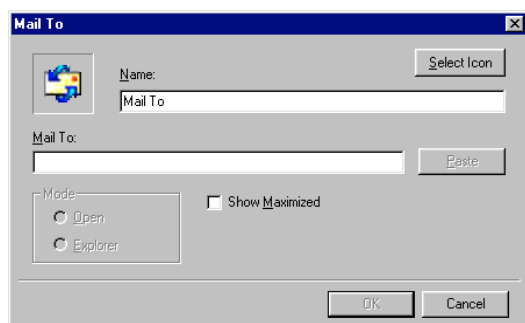 Mail To
Select Icon
Name:
Mail To
Mail To:
Paste
Mode
Open
Explorer
Show Maximized
OK
Cancel